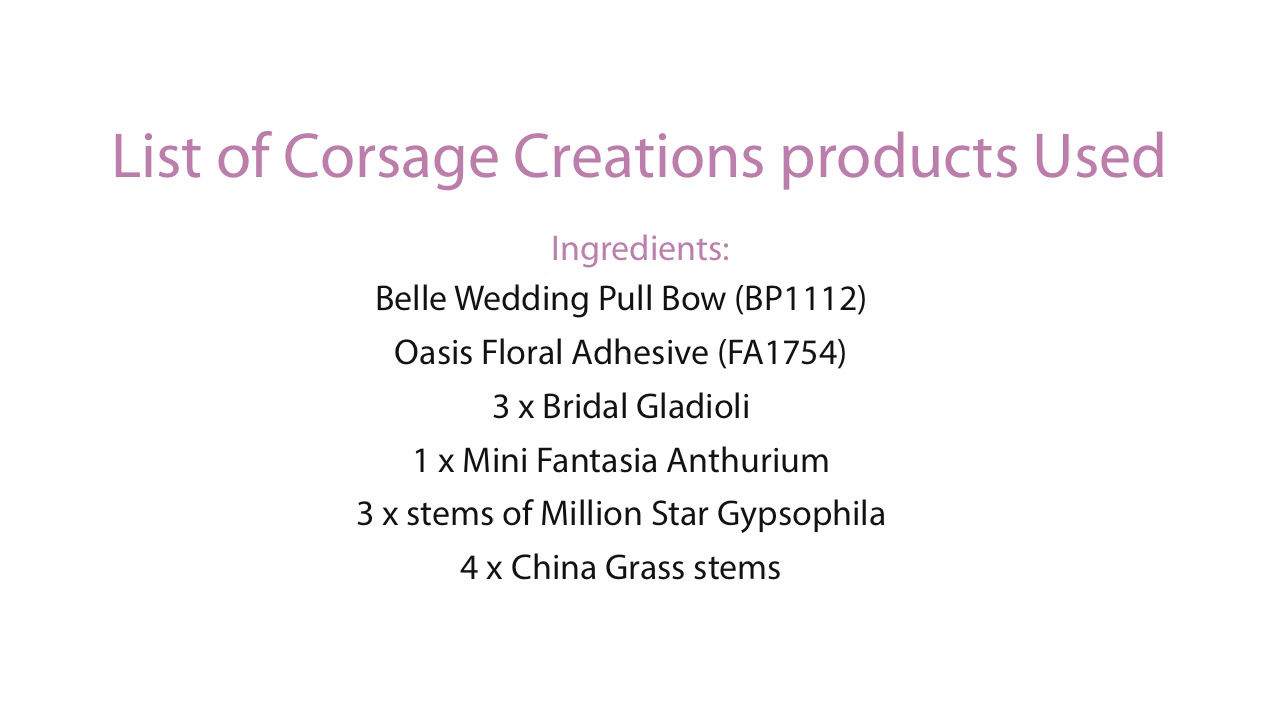 List of Corsage Creations products Used
Ingredients:
Belle Wedding Pull Bow (BP1112)
Oasis Floral Adhesive (FA1754)
3 x Bridal Gladioli
1 x Mini Fantasia Anthurium
3 x stems of Million Star Gypsophila
4 x China Grass stems